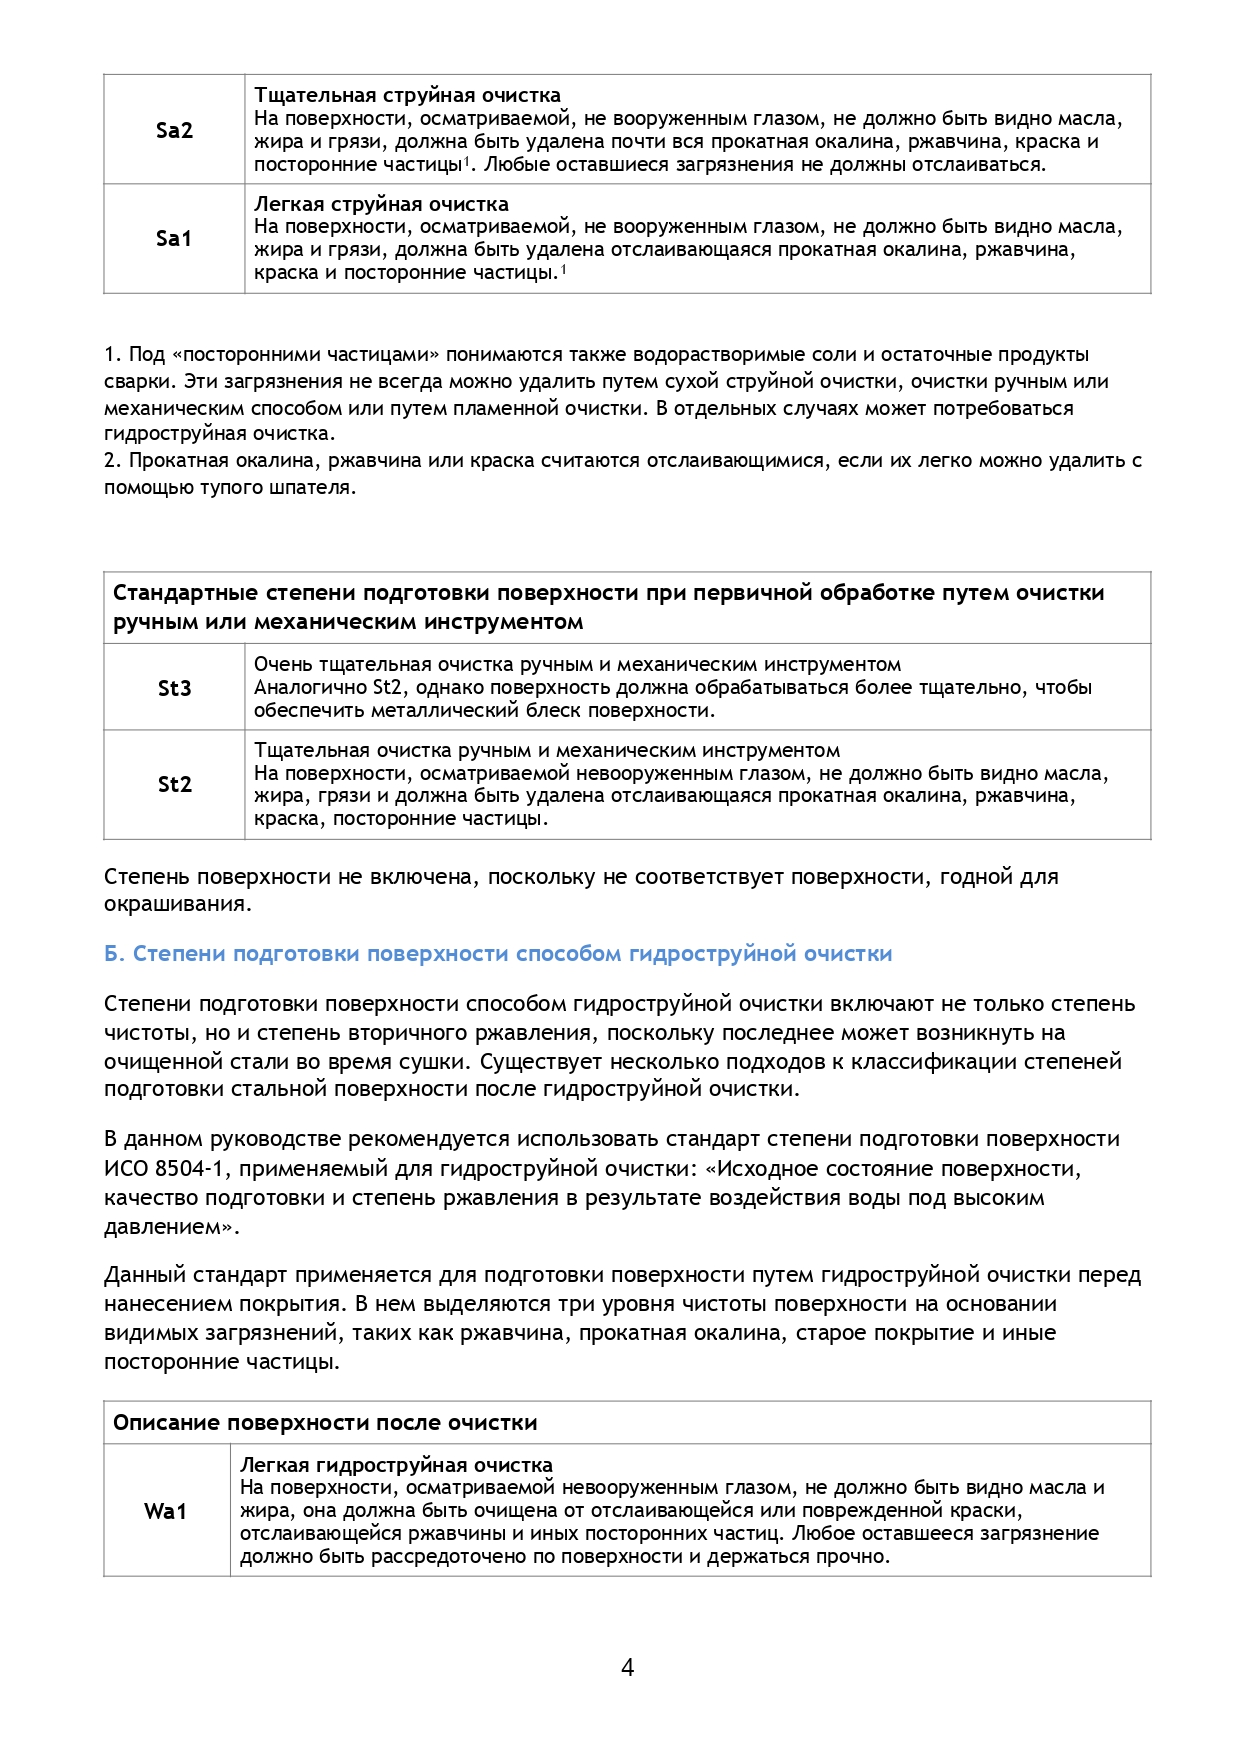 Тщательная струйная очистка
Sa2
На поверхности, осматриваемой, не вооруженным глазом, не должно быть видно масла,
жира и грязи, должна быть удалена почти вся прокатная окалина, ржавчина, краска и
посторонние частицы¹. Любые оставшиеся загрязнения не должны отслаиваться.
Легкая струйная очистка
Sa1
На поверхности, осматриваемой, не вооруженным глазом, не должно быть видно масла,
жира и грязи, должна быть удалена отслаивающаяся прокатная окалина, ржавчина,
краска и посторонние частицы.¹
1. Под «посторонними частицами» понимаются также водорастворимые соли и остаточные продукты
сварки. Эти загрязнения не всегда можно удалить путем сухой струйной очистки, очистки ручным или
механическим способом или путем пламенной очистки. В отдельных случаях может потребоваться
гидроструйная очистка.
2. Прокатная окалина, ржавчина или краска считаются отслаивающимися, если их легко можно удалить с
помощью тупого шпателя.
Стандартные степени подготовки поверхности при первичной обработке путем очистки
ручным или механическим инструментом
St3
Очень тщательная очистка ручным и механическим инструментом
Аналогично St2, однако поверхность должна обрабатываться более тщательно, чтобы
обеспечить металлический блеск поверхности.
St2
Тщательная очистка ручным и механическим инструментом
На поверхности, осматриваемой невооруженным глазом, не должно быть видно масла,
жира, грязи и должна быть удалена отслаивающаяся прокатная окалина, ржавчина,
краска, посторонние частицы.
Степень поверхности не включена, поскольку не соответствует поверхности, годной для
окрашивания.
Б. Степени подготовки поверхности способом гидроструйной очистки
Степени подготовки поверхности способом гидроструйной очистки включают не только степень
чистоты, но и степень вторичного ржавления, поскольку последнее может возникнуть на
очищенной стали во время сушки. Существует несколько подходов к классификации степеней
подготовки стальной поверхности после гидроструйной очистки.
В данном руководстве рекомендуется использовать стандарт степени подготовки поверхности
ИСО 8504-1, применяемый для гидроструйной очистки: «Исходное состояние поверхности,
качество подготовки и степень ржавления в результате воздействия воды под высоким
давлением».
Данный стандарт применяется для подготовки поверхности путем гидроструйной очистки перед
нанесением покрытия. В нем выделяются три уровня чистоты поверхности на основании
видимых загрязнений, таких как ржавчина, прокатная окалина, старое покрытие и иные
посторонние частицы.
Описание поверхности после очистки
Wa1
Легкая гидроструйная очистка
На поверхности, осматриваемой невооруженным глазом, не должно быть видно масла и
жира, она должна быть очищена от отслаивающейся или поврежденной краски,
отслаивающейся ржавчины и иных посторонних частиц. Любое оставшееся загрязнение
должно быть рассредоточено по поверхности и держаться прочно.
4